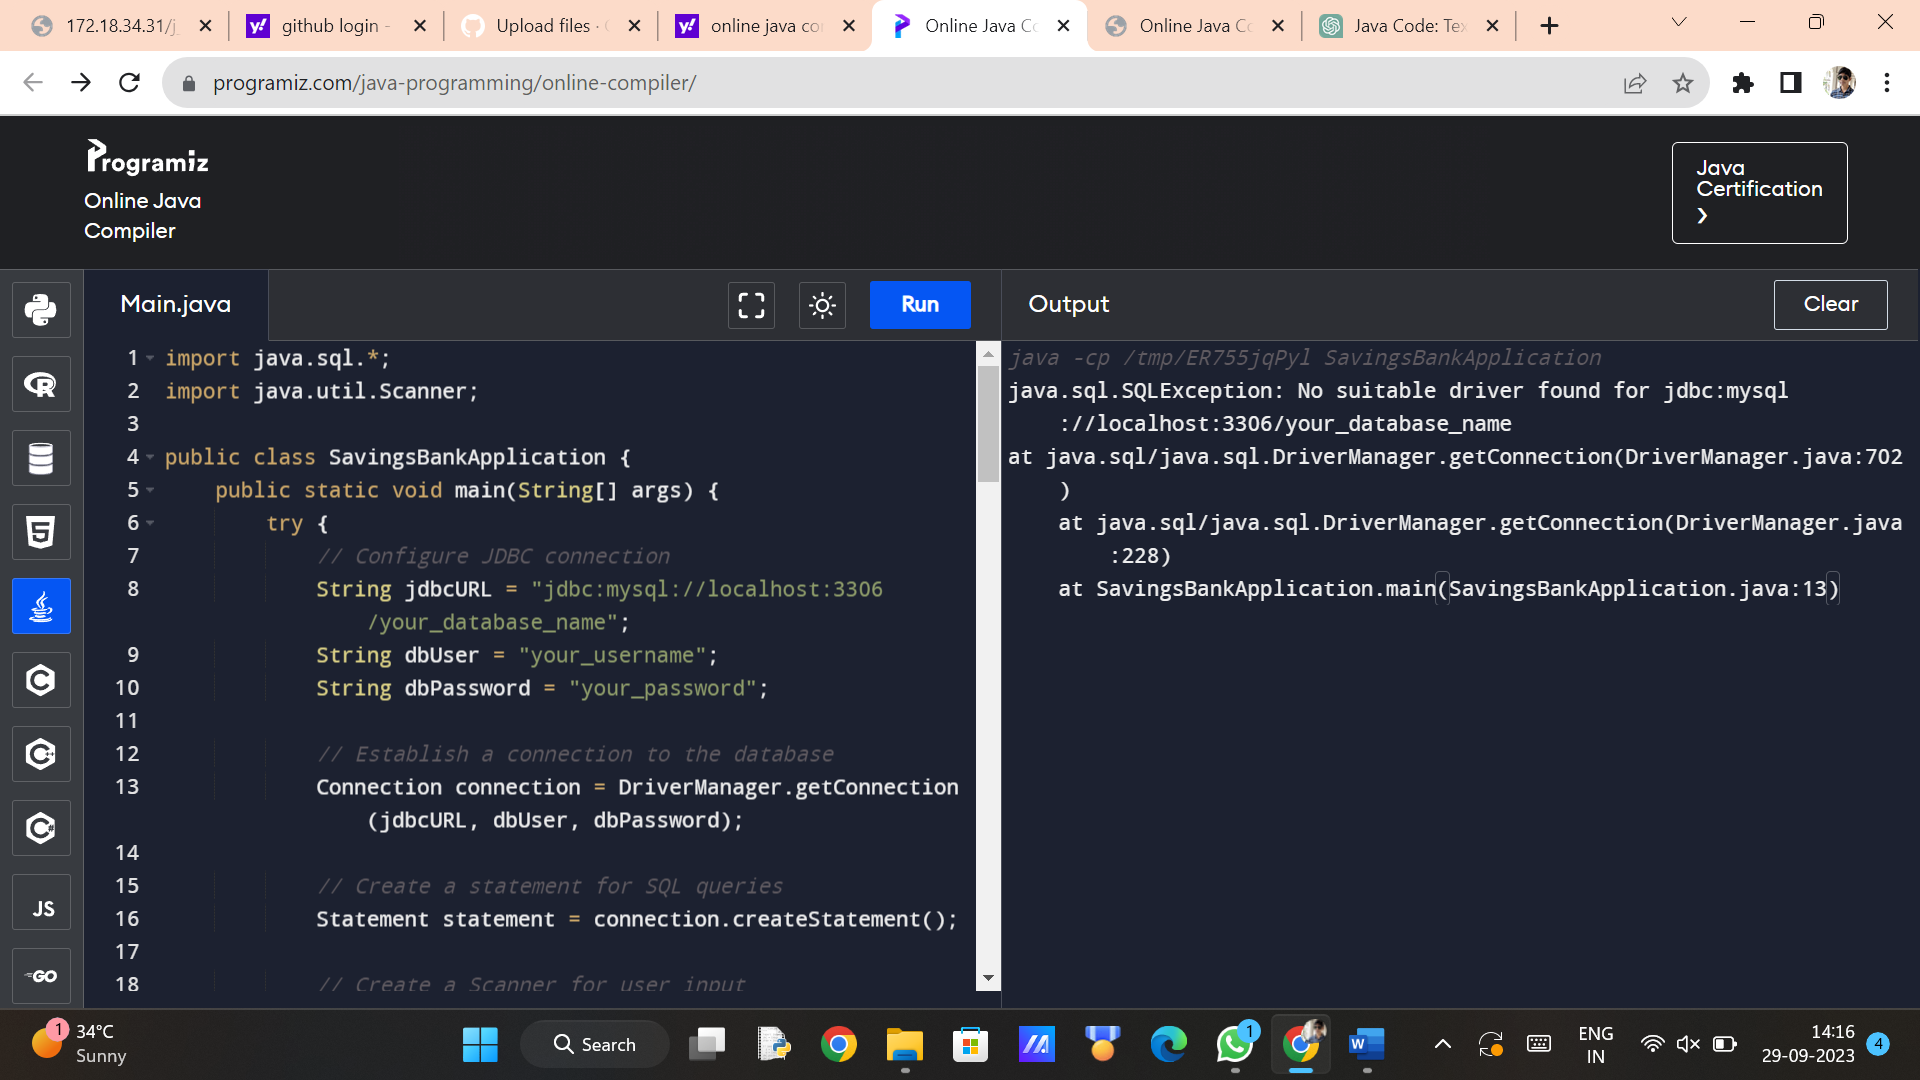 172.18.34.31/j
github login -
Upload files ·
online java co
Online Java Co
Online Java Co
Java Code: Tex
programiz.com/java-programming/online-compiler/
Programiz
Online Java
Compiler
Java
Certification
❯
Main.java
Run
Output
Clear
1 import java.sql.*;
2 import java.util.Scanner;
3
4 public class SavingsBankApplication {
5 public static void main(String[] args) {
6 try {
7 // Configure JDBC connection
8 String jdbcURL = "jdbc:mysql://localhost:3306
/your_database_name";
9 String dbUser = "your_username";
10 String dbPassword = "your_password";
11
12 // Establish a connection to the database
13 Connection connection = DriverManager.getConnection
(jdbcURL, dbUser, dbPassword);
14
15 // Create a statement for SQL queries
16 Statement statement = connection.createStatement();
17
18 // Create a Scanner for user input
java -cp /tmp/ER755jqPyl SavingsBankApplication
java.sql.SQLException: No suitable driver found for jdbc:mysql
://localhost:3306/your_database_name
at java.sql/java.sql.DriverManager.getConnection(DriverManager.java:702
)
at java.sql/java.sql.DriverManager.getConnection(DriverManager.java
:228)
at SavingsBankApplication.main(SavingsBankApplication.java:13)
JS
GO
1
34°C
Sunny
Search
1
ENG
IN
14:16
29-09-2023
4